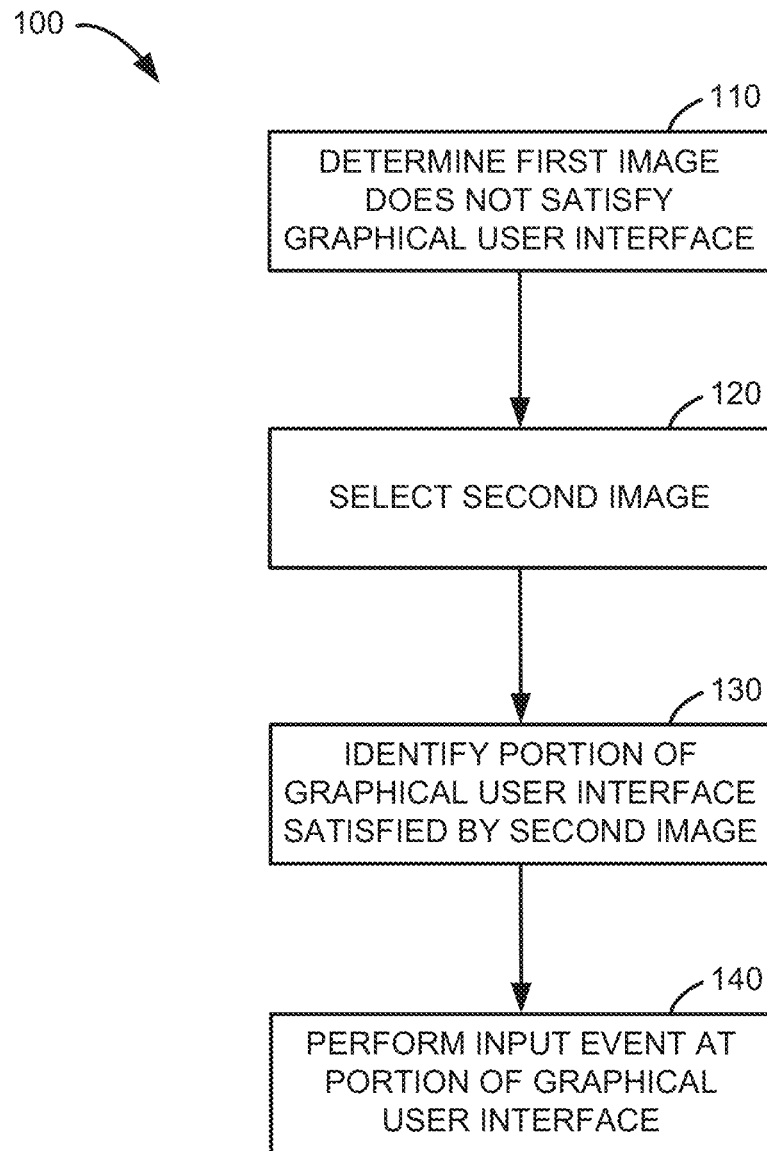 100
110
DETERMINE FIRST IMAGE
DOES NOT SATISFY
GRAPHICAL USER INTERFACE
120
SELECT SECOND IMAGE
130
IDENTIFY PORTION OF
GRAPHICAL USER INTERFACE
SATISFIED BY SECOND IMAGE
140
PERFORM INPUT EVENT AT
PORTION OF GRAPHICAL
USER INTERFACE